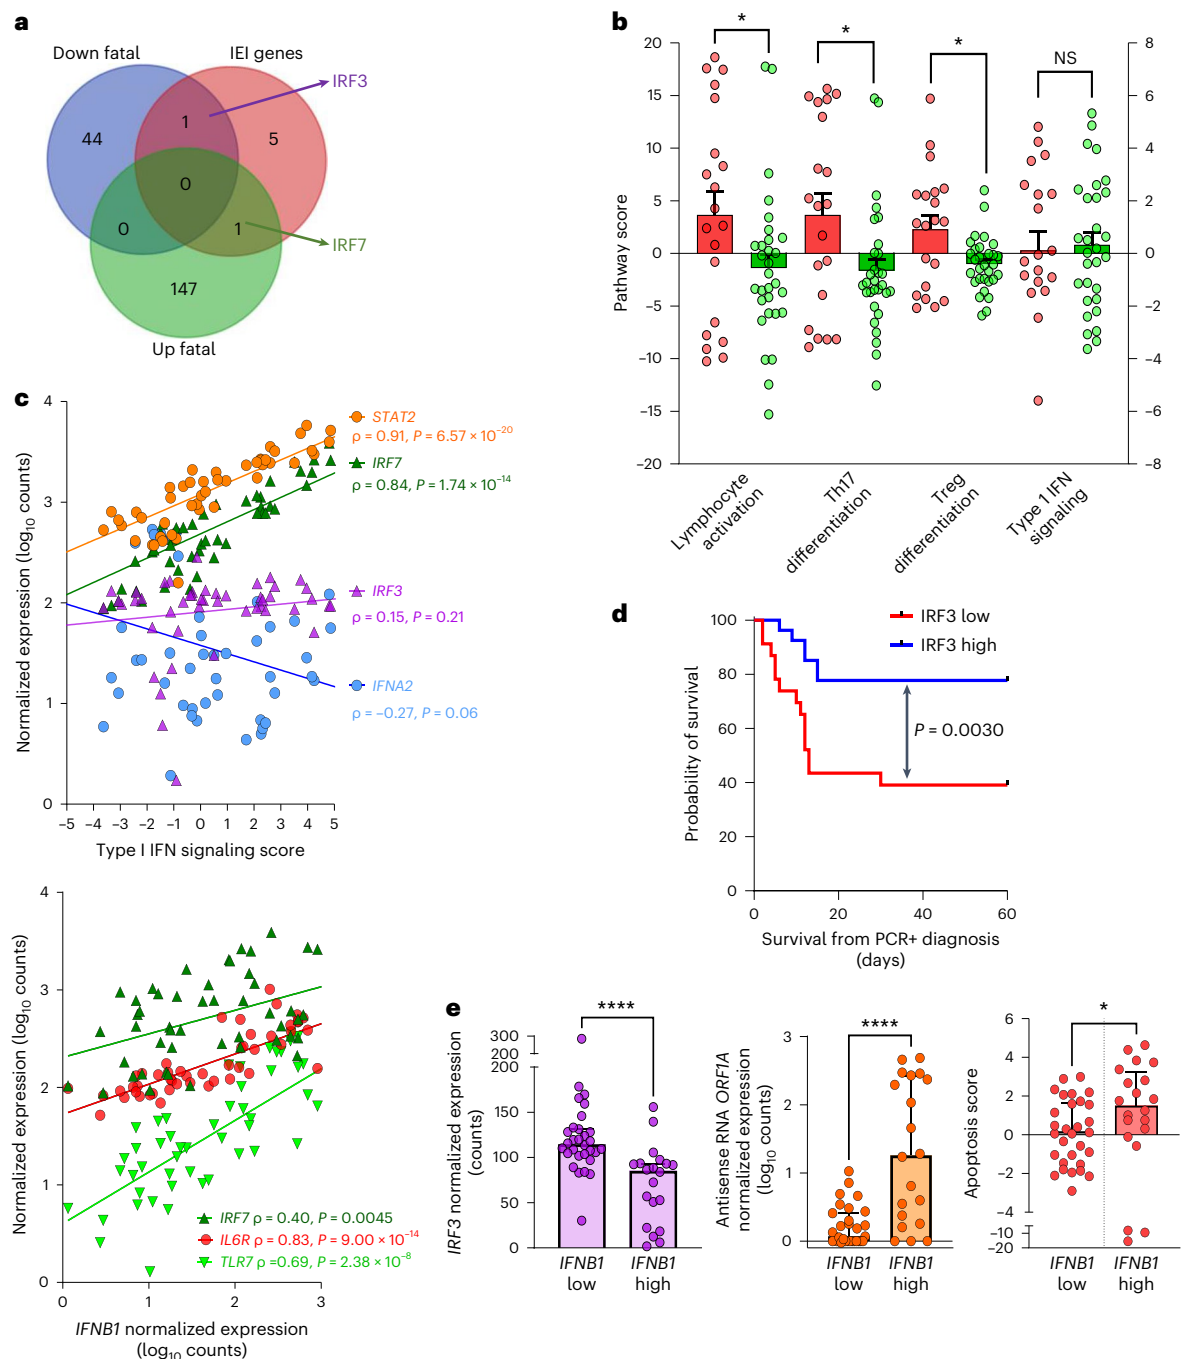 a
Down fatal
IEI genes
IRF3
44
1
5
0
0
1
IRF7
147
Up fatal
b
*
*
*
NS
20
15
10
5
0
−5
−10
−15
−20
Pathway score
8
6
4
2
0
−2
−4
−6
−8
Lymphocyte
activation
Th17
differentiation
Treg
differentiation
Type 1 IFN
signaling
c
4
3
2
1
0
Normalized expression (log10 counts)
STAT2
ρ = 0.91, P = 6.57 × 10−20
IRF7
ρ = 0.84, P = 1.74 × 10−14
IRF3
ρ = 0.15, P = 0.21
IFNA2
ρ = −0.27, P = 0.06
−5 −4 −3 −2 −1 0 1 2 3 4 5
Type I IFN signaling score
4
3
2
1
0
Normalized expression (log10 counts)
IRF7 ρ = 0.40, P = 0.0045
IL6R ρ = 0.83, P = 9.00 × 10−14
TLR7 ρ =0.69, P = 2.38 × 10−8
0 1 2 3
IFNB1 normalized expression
(log10 counts)
d
IRF3 low
IRF3 high
100
80
60
40
20
0
Probability of survival
P = 0.0030
0 20 40 60
Survival from PCR+ diagnosis
(days)
e
****
300
200
150
100
50
0
IRF3 normalized expression
(counts)
IFNB1
low
IFNB1
high
****
3
2
1
0
Antisense RNA ORF1A
normalized expression
(log10 counts)
IFNB1
low
IFNB1
high
*
6
4
2
0
−2
−4
−10
−20
Apoptosis score
IFNB1
low
IFNB1
high